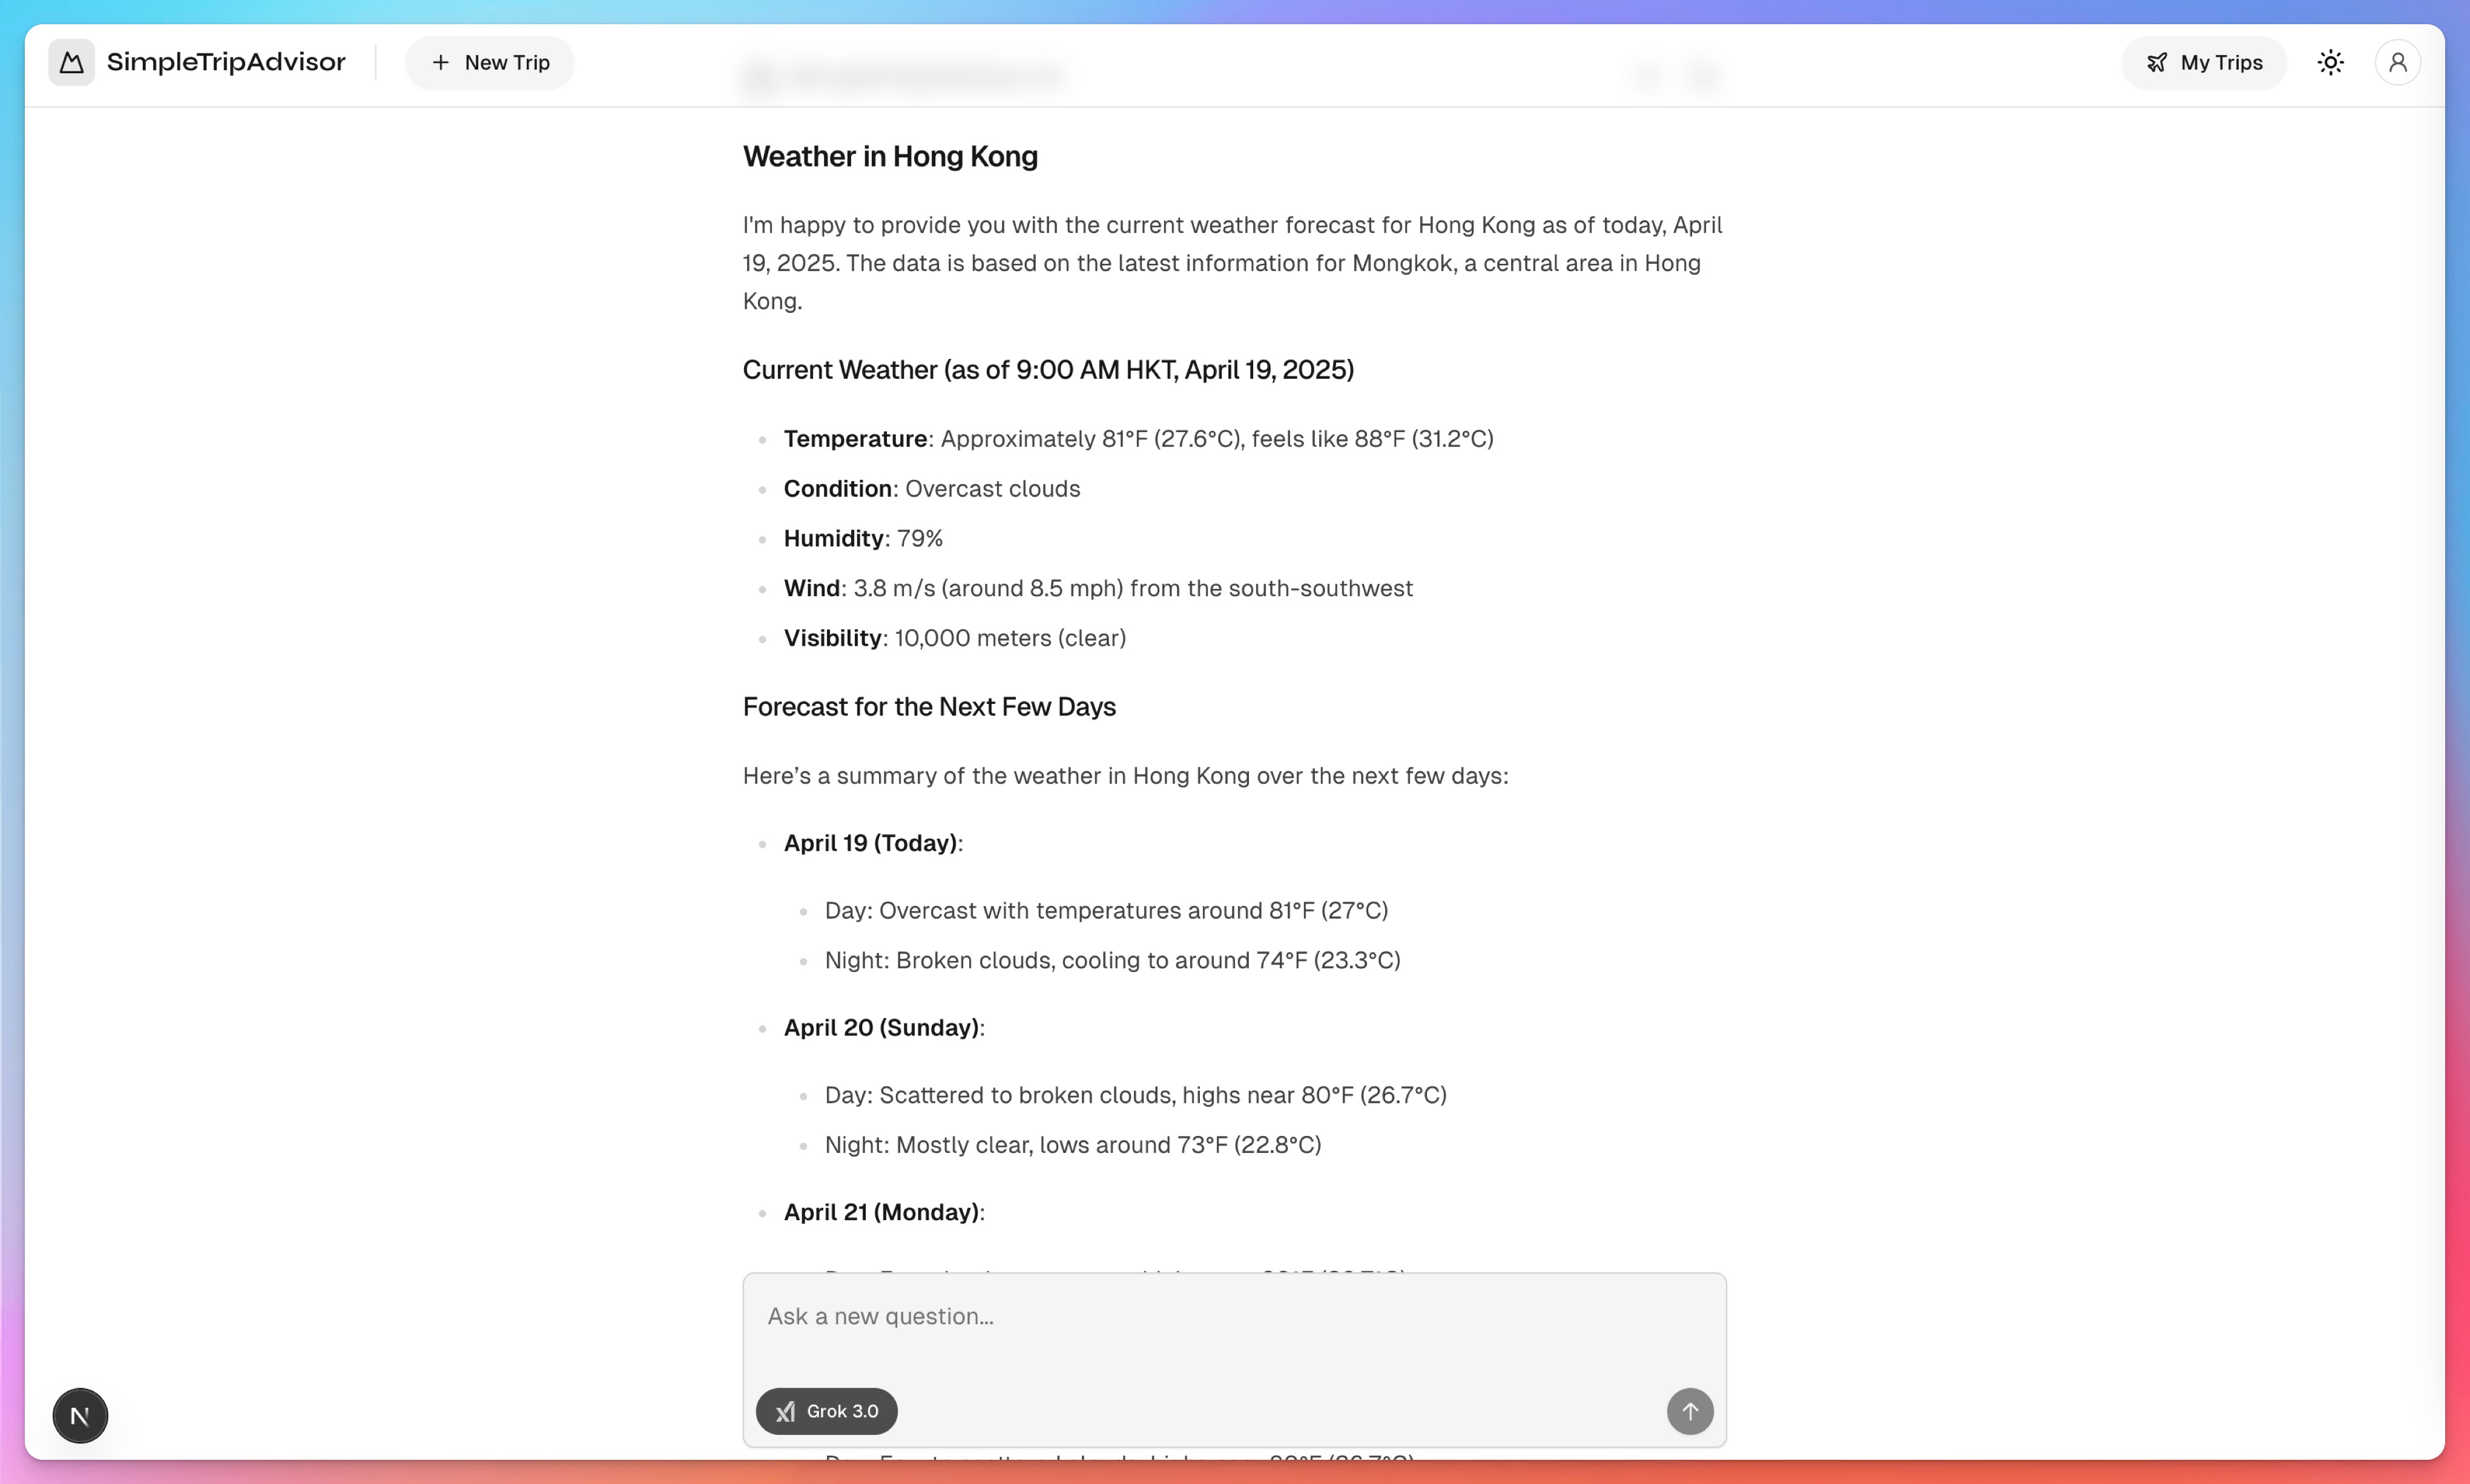 SimpleTripAdvisor
+ New Trip
My Trips
Weather in Hong Kong
I'm happy to provide you with the current weather forecast for Hong Kong as of today, April
19, 2025. The data is based on the latest information for Mongkok, a central area in Hong
Kong.
Current Weather (as of 9:00 AM HKT, April 19, 2025)
Temperature: Approximately 81°F (27.6°C), feels like 88°F (31.2°C)
Condition: Overcast clouds
Humidity: 79%
Wind: 3.8 m/s (around 8.5 mph) from the south-southwest
Visibility: 10,000 meters (clear)
Forecast for the Next Few Days
Here’s a summary of the weather in Hong Kong over the next few days:
April 19 (Today):
Day: Overcast with temperatures around 81°F (27°C)
Night: Broken clouds, cooling to around 74°F (23.3°C)
April 20 (Sunday):
Day: Scattered to broken clouds, highs near 80°F (26.7°C)
Night: Mostly clear, lows around 73°F (22.8°C)
April 21 (Monday):
Ask a new question...
Grok 3.0
N